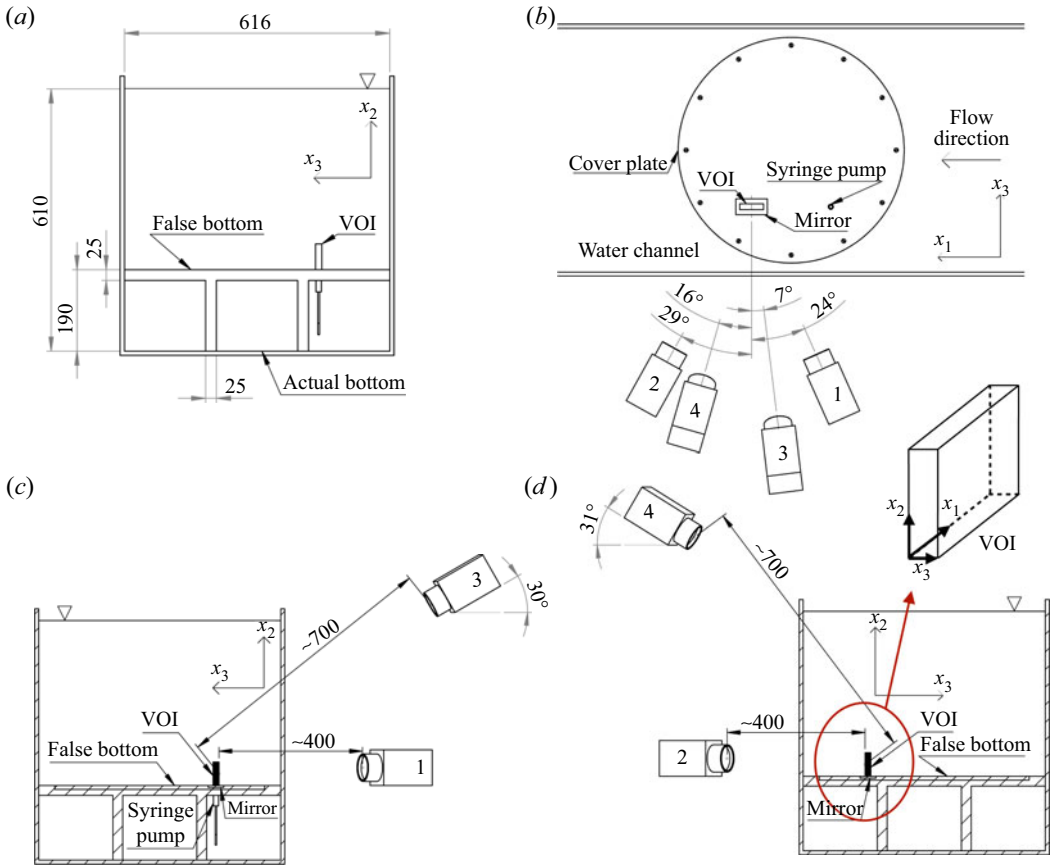 (a)
616
x2
x3
610
False bottom
VOI
25
190
Actual bottom
25
(b)
Flow
direction
Cover plate
Syringe pump
VOI
Mirror
x3
x1
Water channel
16°
7°
29°
24°
2
4
3
1
(c)
3
30°
~700
x2
x3
VOI
False bottom
~400
1
Mirror
Syringe
pump
(d)
4
31°
~700
x2
x1
x3
VOI
x2
x3
~400
VOI
False bottom
2
Mirror